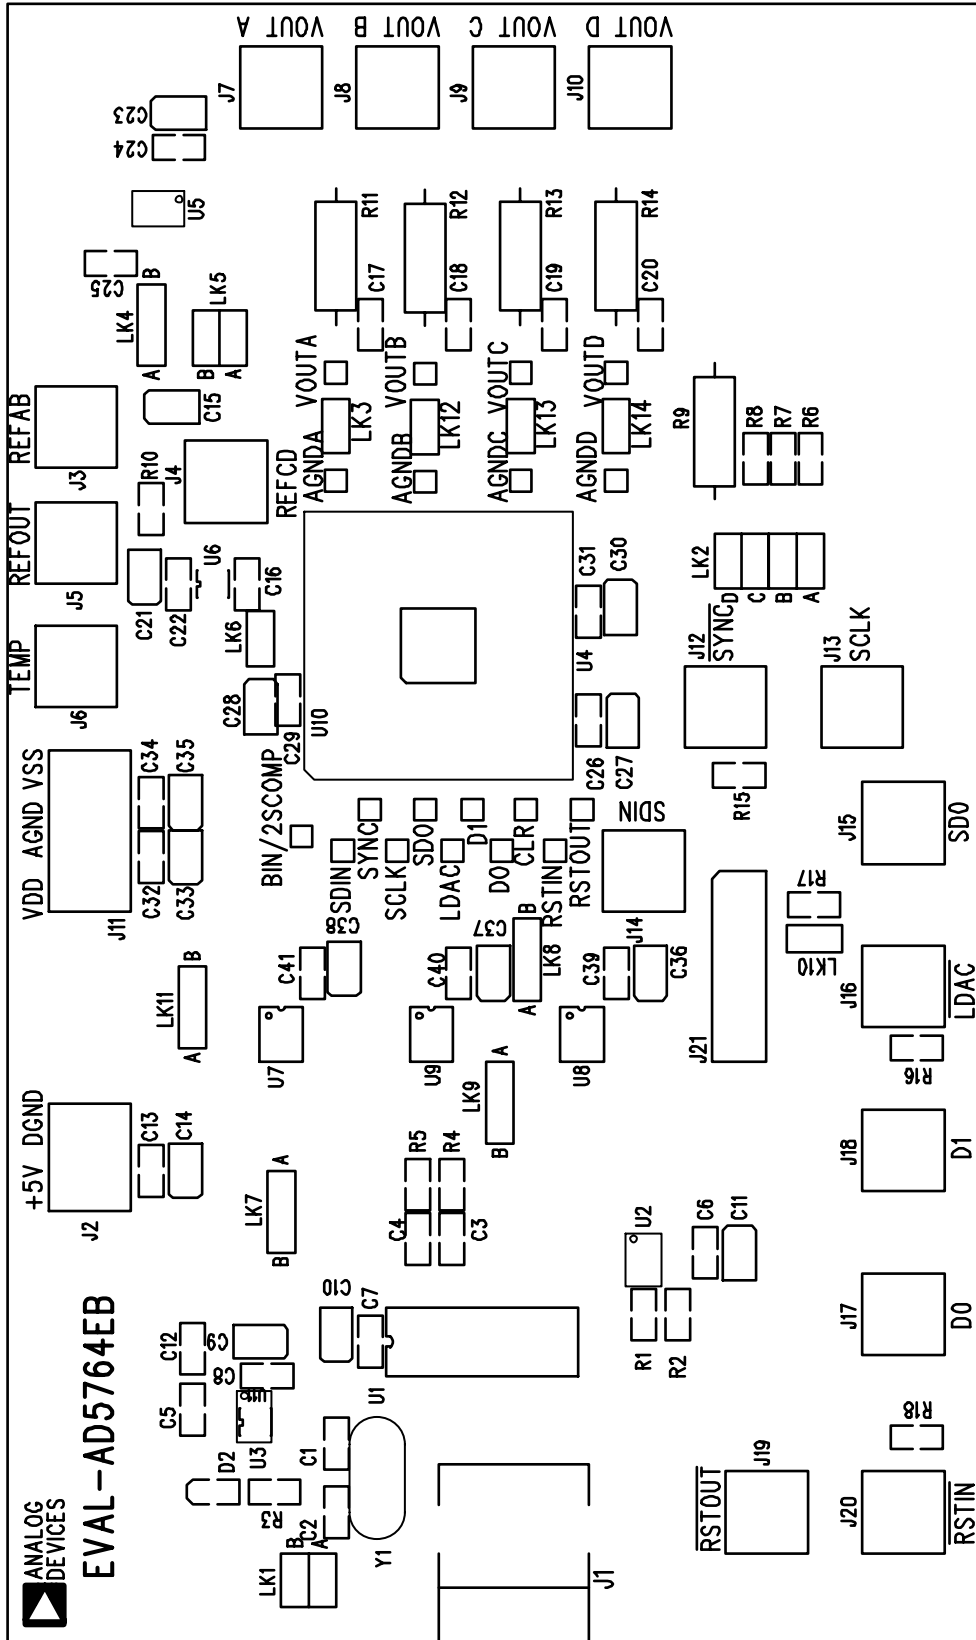 VOUT A
VOUT B
VOUT C
VOUT D
J7
J8
J9
J10
C23
C24
U5
C25
LK4
A
B
LK5
B
A
R11
R12
R13
R14
C17
C18
C19
C20
REFAB
J3
C15
VOUTA
VOUTB
VOUTC
VOUTD
LK3
LK12
LK13
LK14
AGNDA
AGNDB
AGNDC
AGNDD
R9
R8
R7
R6
R10
J4
REFCD
REFOUT
J5
C21
C22
U6
C16
LK6
C31
C30
LK2
D
C
B
A
TEMP
J6
C28
C29
U10
U4
J12
SYNC
J13
SCLK
C26
C27
R15
VDD AGND VSS
J11
C34
C35
C32
C33
BIN/2SCOMP
SDIN
SYNC
SCLK
SDO
LDAC
D1
DO
CLR
RSTIN
RSTOUT
SDIN
J14
J15
SDO
R17
LK10
LK11
A
B
C41
C38
C40
C37
LK8
A
B
C39
C36
U7
U9
U8
J21
J16
LDAC
R16
LK9
A
B
+5V DGND
J2
C13
C14
LK7
A
B
R5
R4
C4
C3
J18
D1
U2
C6
C11
R1
R2
J17
D0
C10
C7
U1
C12
C9
C8
C5
U11
U3
D2
R3
C1
C2
Y1
LK1
B
A
J1
R18
RSTOUT
J19
J20
RSTIN
ANALOG
DEVICES
EVAL-AD5764EB